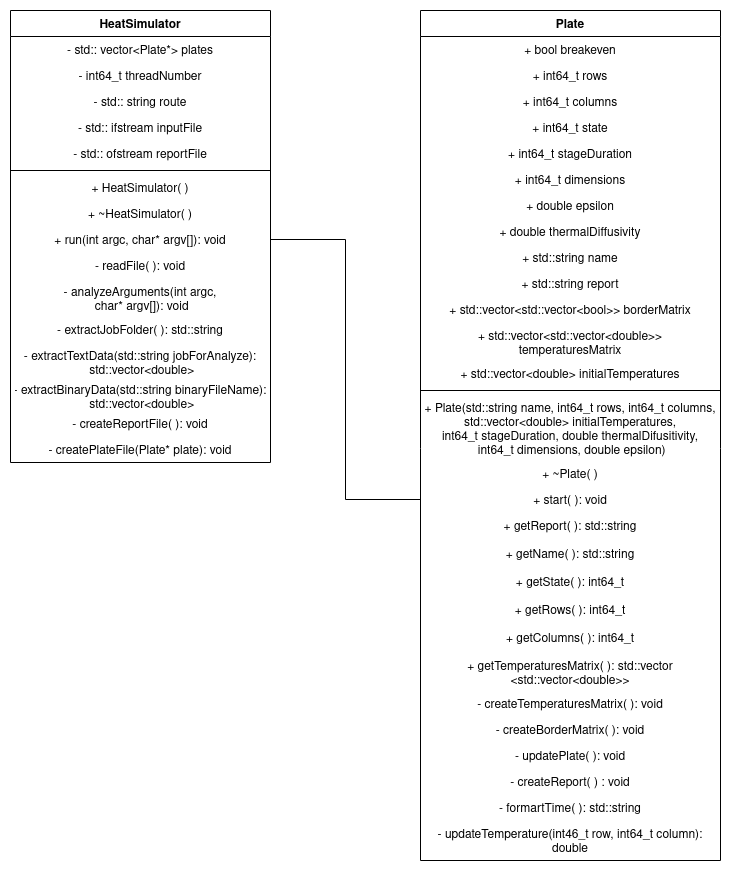 HeatSimulator
- std:: vector<Plate*> plates
- int64_t threadNumber
- std:: string route
- std:: ifstream inputFile
- std:: ofstream reportFile
+ HeatSimulator( )
+ ~HeatSimulator( )
+ run(int argc, char* argv[]): void
- readFile( ): void
- analyzeArguments(int argc,
char* argv[]): void
- extractJobFolder( ): std::string
- extractTextData(std::string jobForAnalyze):
std::vector<double>
- extractBinaryData(std::string binaryFileName):
std::vector<double>
- createReportFile( ): void
- createPlateFile(Plate* plate): void
Plate
+ bool breakeven
+ int64_t rows
+ int64_t columns
+ int64_t state
+ int64_t stageDuration
+ int64_t dimensions
+ double epsilon
+ double thermalDiffusivity
+ std::string name
+ std::string report
+ std::vector<std::vector<bool>> borderMatrix
+ std::vector<std::vector<double>>
temperaturesMatrix
+ std::vector<double> initialTemperatures
+ Plate(std::string name, int64_t rows, int64_t columns,
std::vector<double> initialTemperatures,
int64_t stageDuration, double thermalDifusitivity,
int64_t dimensions, double epsilon)
+ ~Plate( )
+ start( ): void
+ getReport( ): std::string
+ getName( ): std::string
+ getState( ): int64_t
+ getRows( ): int64_t
+ getColumns( ): int64_t
+ getTemperaturesMatrix( ): std::vector
<std::vector<double>>
- createTemperaturesMatrix( ): void
- createBorderMatrix( ): void
- updatePlate( ): void
- createReport( ) : void
- formartTime( ): std::string
- updateTemperature(int46_t row, int64_t column):
double